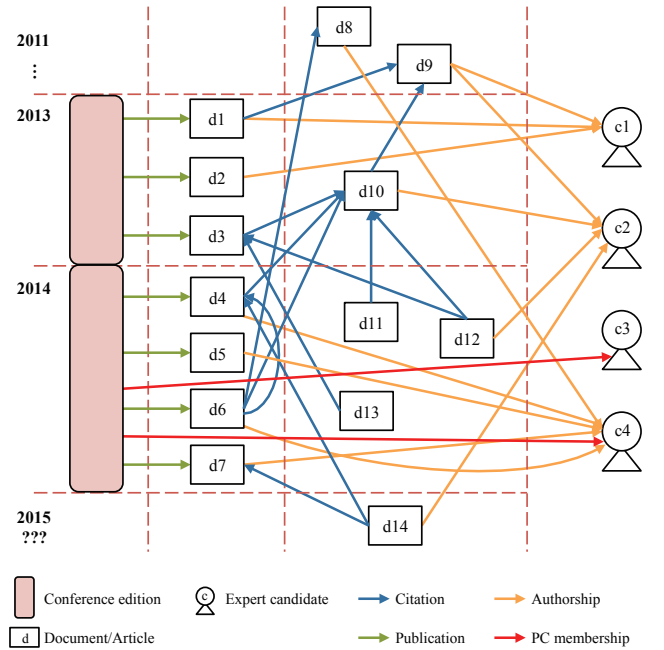 2011
d8
...
d9
2013
d1
c1
d2
d10
d3
c2
2014
d4
d11
d12
c3
d5
d6
d13
c4
d7
2015
???
d14
Conference edition
c
Expert candidate
Citation
Authorship
d
Document/Article
Publication
PC membership